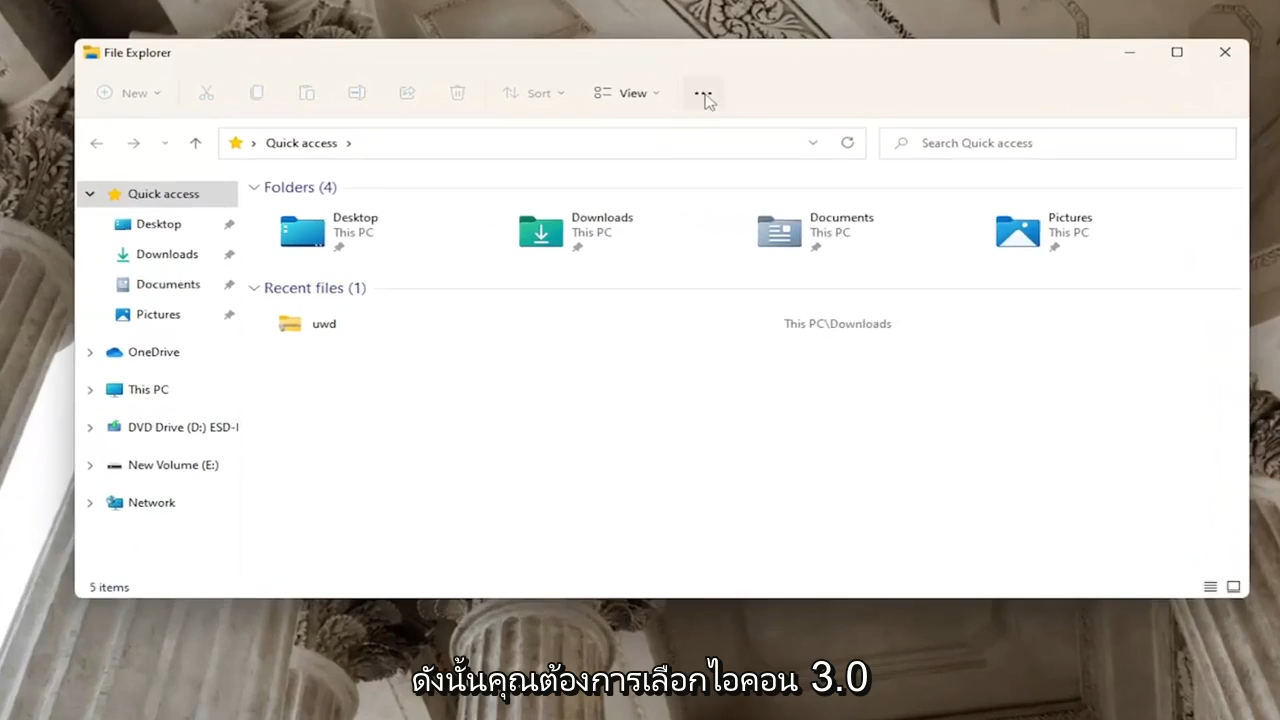 File Explorer
New
Sort
View
Quick access
Search Quick access
Quick access
Desktop
Downloads
Documents
Pictures
OneDrive
This PC
DVD Drive (D:) ESD-I
New Volume (E:)
Network
Folders (4)
Desktop
This PC
Downloads
This PC
Documents
This PC
Pictures
This PC
Recent files (1)
uwd
This PC\Downloads
5 items
ดังนั้นคุณต้องการเลือกไอคอน 3.0